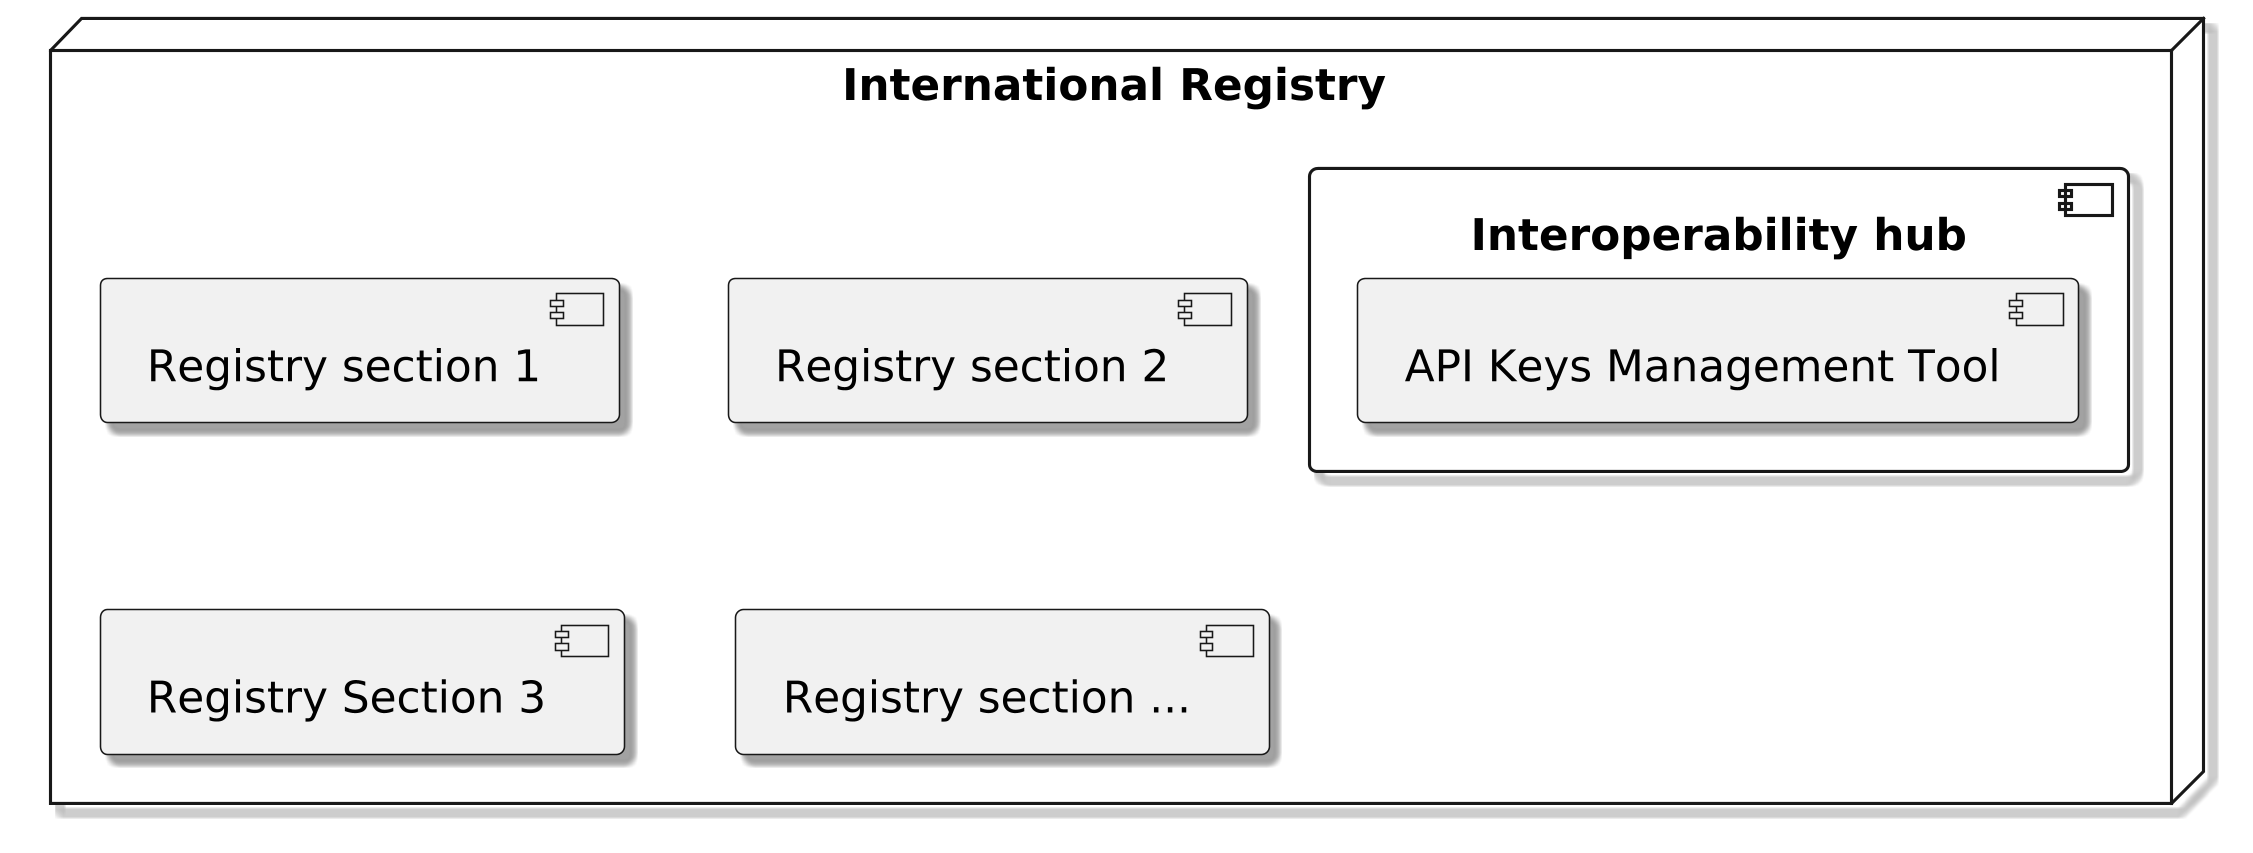 International Registry
Interoperability hub
Registry section 1
Registry section 2
API Keys Management Tool
Registry Section 3
Registry section ...